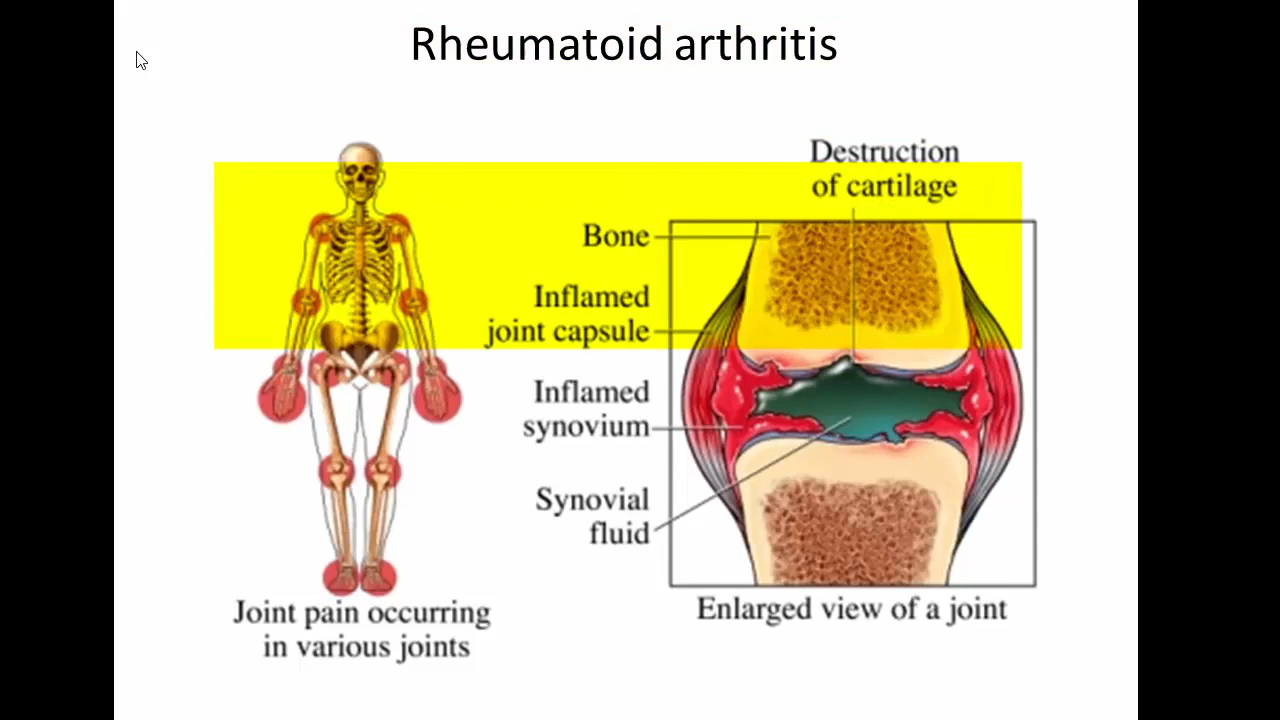 Rheumatoid arthritis
Destruction
of cartilage
Bone
Inflamed
joint capsule
Inflamed
synovium
Synovial
fluid
Joint pain occurring
in various joints
Enlarged view of a joint